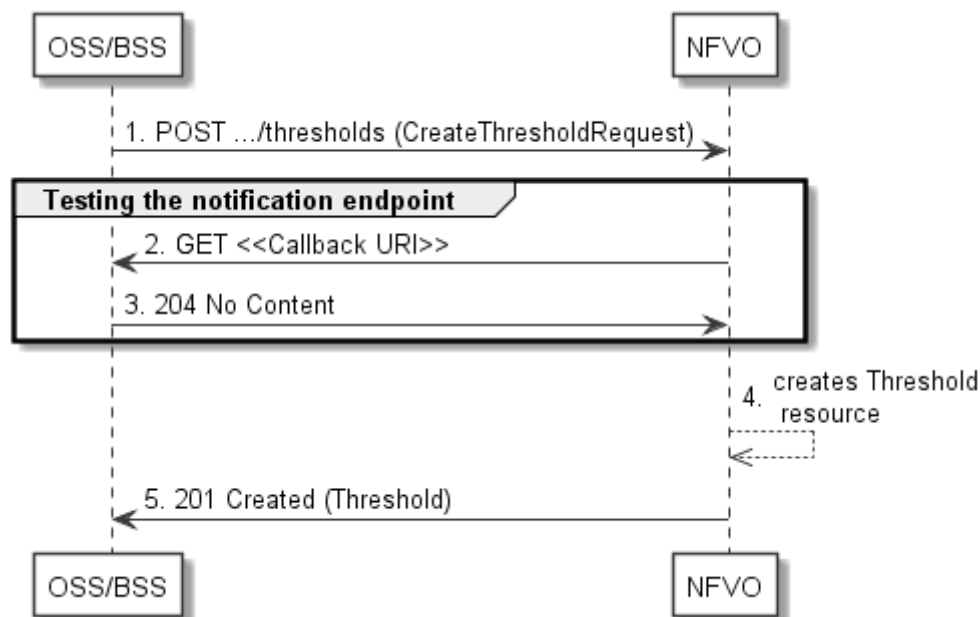 OSS/BSS
NFVO
1. POST .../thresholds (CreateThresholdRequest)
Testing the notification endpoint
2. GET <<Callback URI>>
3. 204 No Content
4. creates Threshold
resource
5. 201 Created (Threshold)
OSS/BSS
NFVO